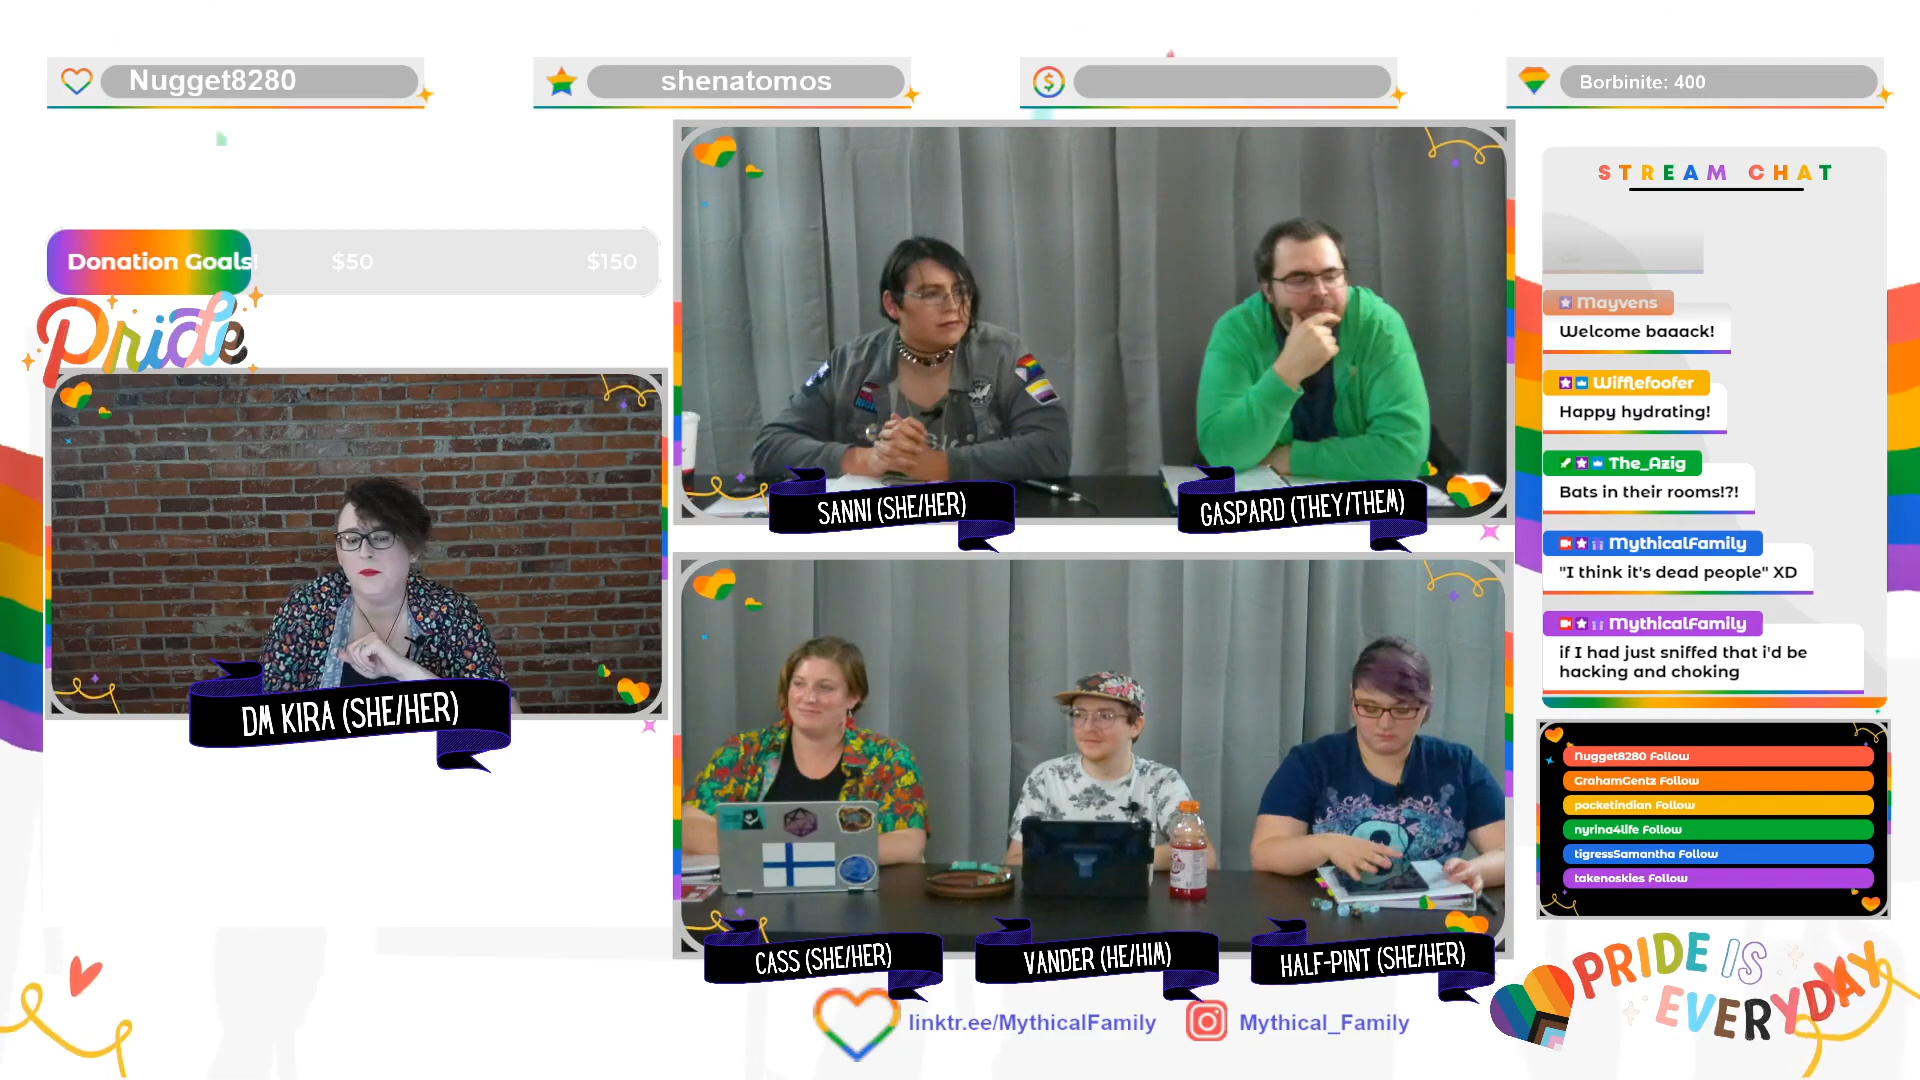 Nugget8280
shenatomos
Borbinite: 400
Donation Goals!
$50
$150
Pride
DM KIRA (SHE/HER)
SANNI (SHE/HER)
GASPARD (THEY/THEM)
CASS (SHE/HER)
VANDER (HE/HIM)
HALF-PINT (SHE/HER)
STREAM CHAT
Mayvens
Welcome baaack!
Wifflefoofer
Happy hydrating!
The_Azig
Bats in their rooms!?!
MythicalFamily
"I think it's dead people" XD
MythicalFamily
if I had just sniffed that i'd be
hacking and choking
Nugget8280 Follow
GrahamGentz Follow
pocketindian Follow
nyrina4life Follow
tigressSamantha Follow
takenoskies Follow
PRIDE IS
EVERYDAY
linktr.ee/MythicalFamily
Mythical_Family